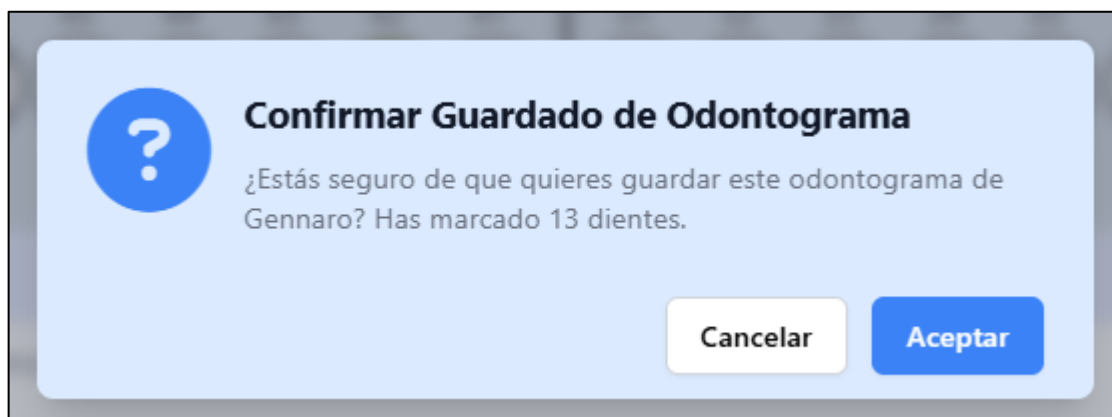 Confirmar Guardado de Odontograma
¿Estás seguro de que quieres guardar este odontograma de
Gennaro? Has marcado 13 dientes.
Cancelar
Aceptar